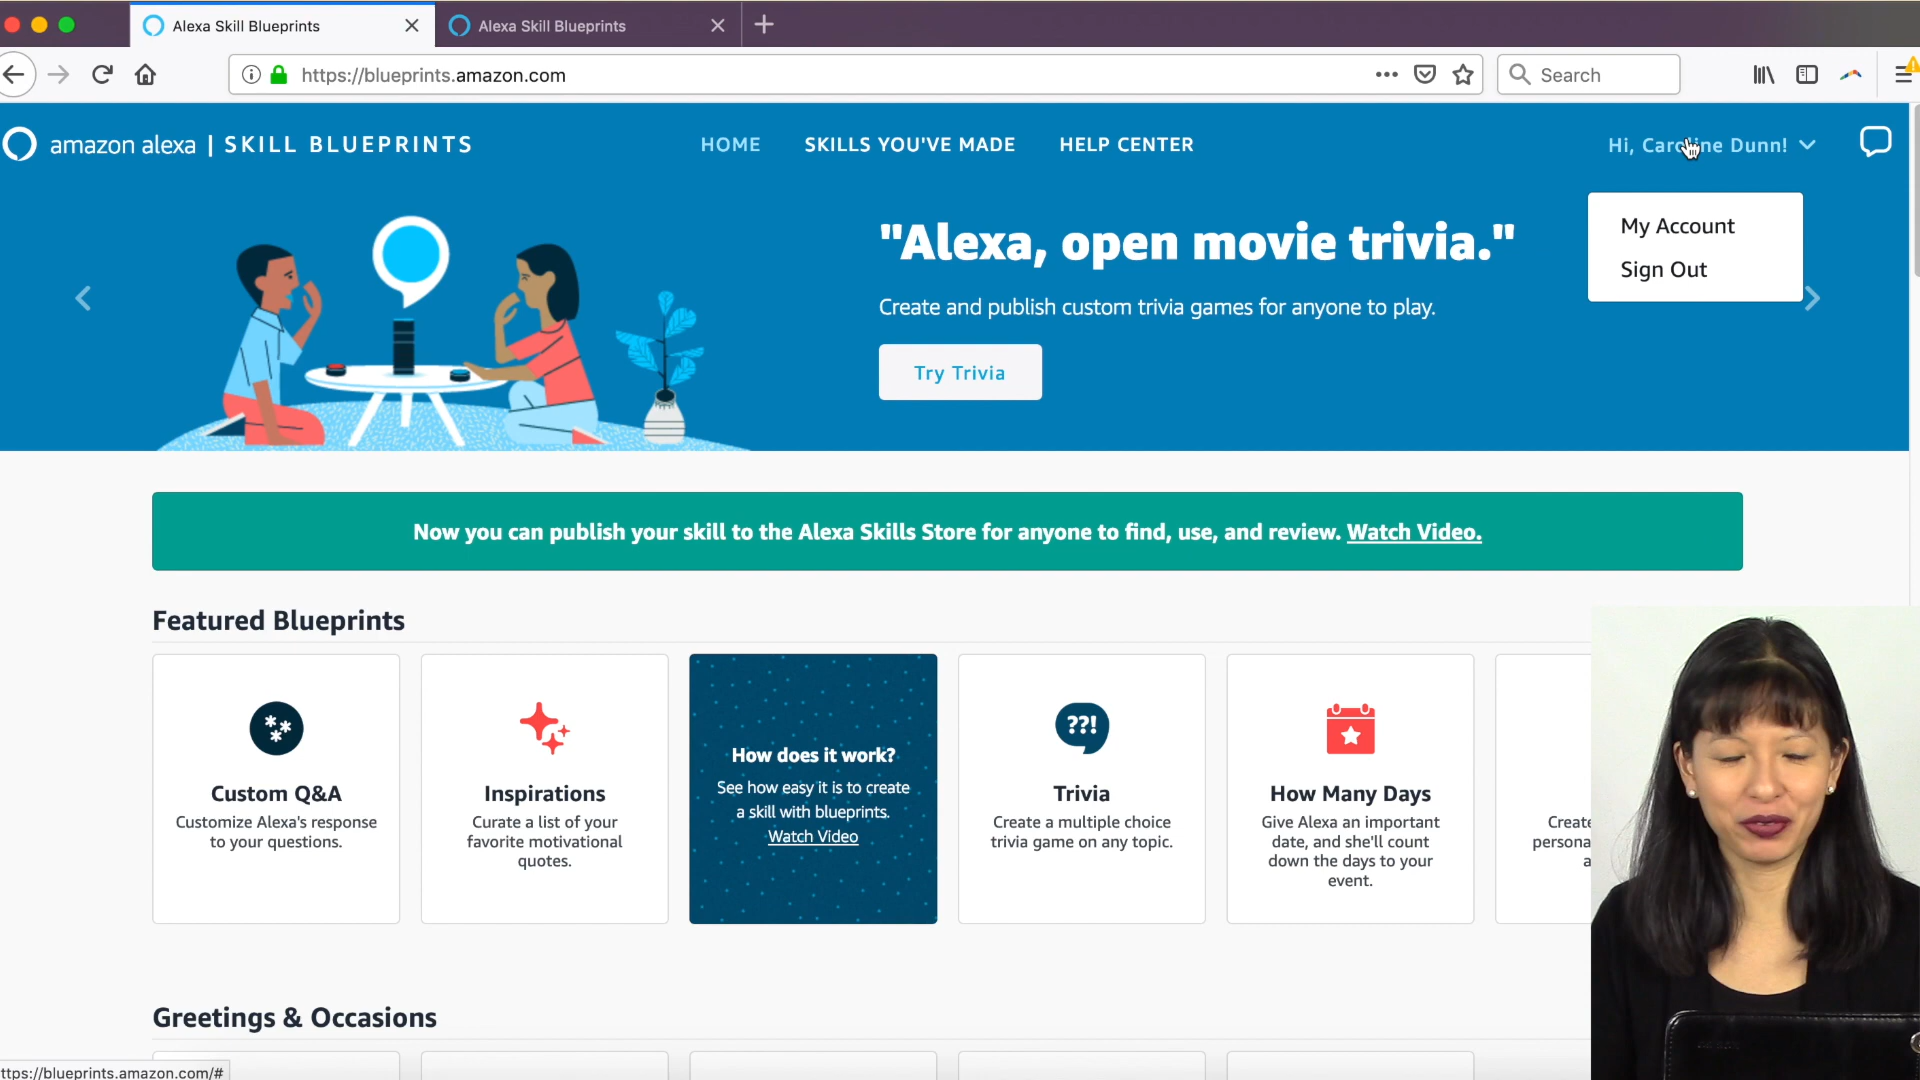 Alexa Skill Blueprints
Alexa Skill Blueprints
https://blueprints.amazon.com
Search
amazon alexa | SKILL BLUEPRINTS
HOME
SKILLS YOU'VE MADE
HELP CENTER
Hi, Caroline Dunn!
My Account
Sign Out
"Alexa, open movie trivia."
Create and publish custom trivia games for anyone to play.
Try Trivia
Now you can publish your skill to the Alexa Skills Store for anyone to find, use, and review. Watch Video.
Featured Blueprints
Custom Q&A
Customize Alexa's response
to your questions.
Inspirations
Curate a list of your
favorite motivational
quotes.
How does it work?
See how easy it is to create
a skill with blueprints.
Watch Video
??!
Trivia
Create a multiple choice
trivia game on any topic.
How Many Days
Give Alexa an important
date, and she'll count
down the days to your
event.
Create
persona
a
Greetings & Occasions
ttps://blueprints.amazon.com/#